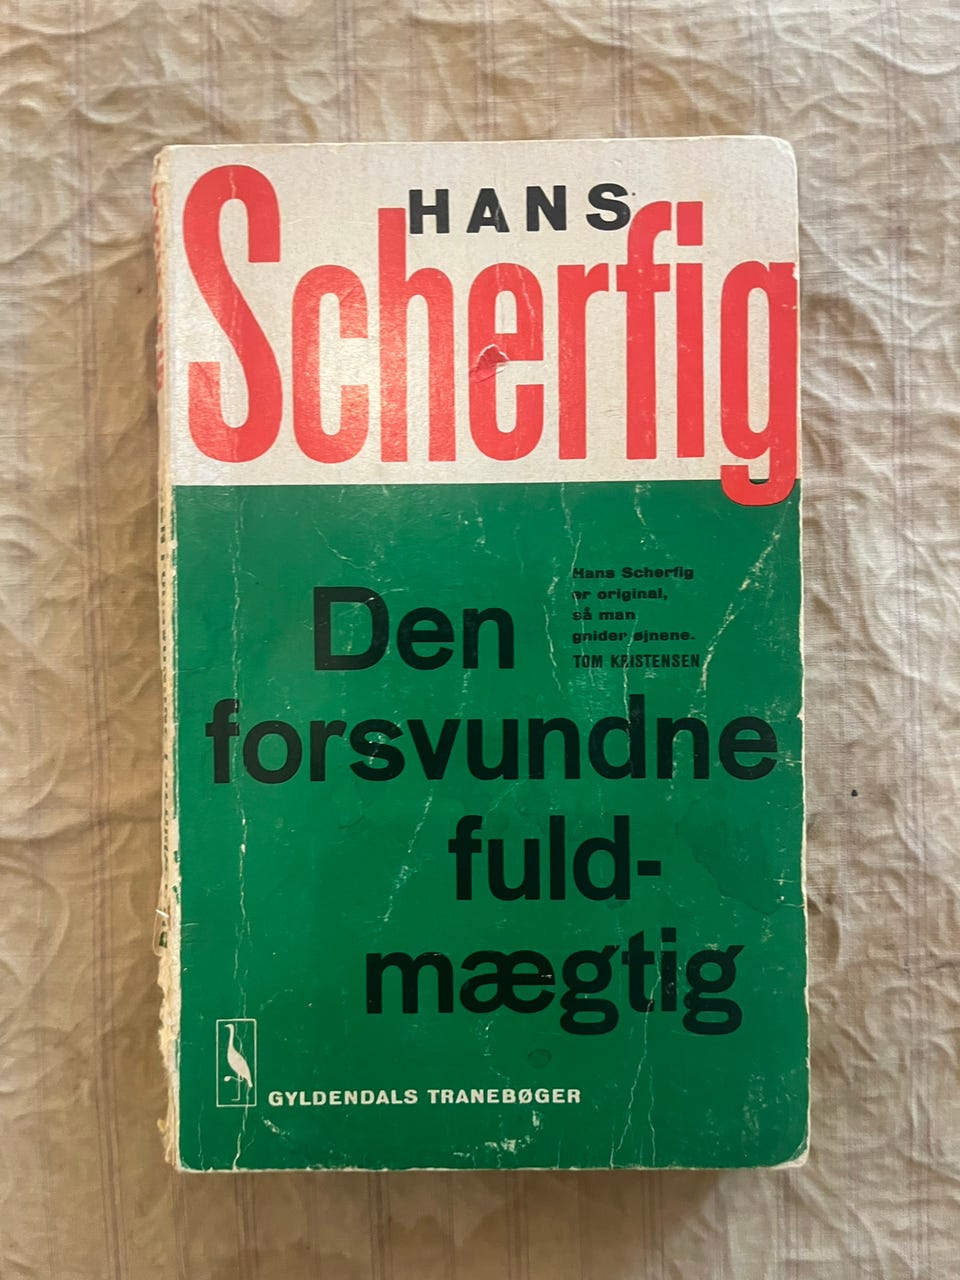 HANS
Scherfig
Hans Scherfig
er original,
så man
gnider øjnene.
TOM KRISTENSEN
Den
forsvundne
fuld-
mægtig
GYLDENDALS TRANEBØGER